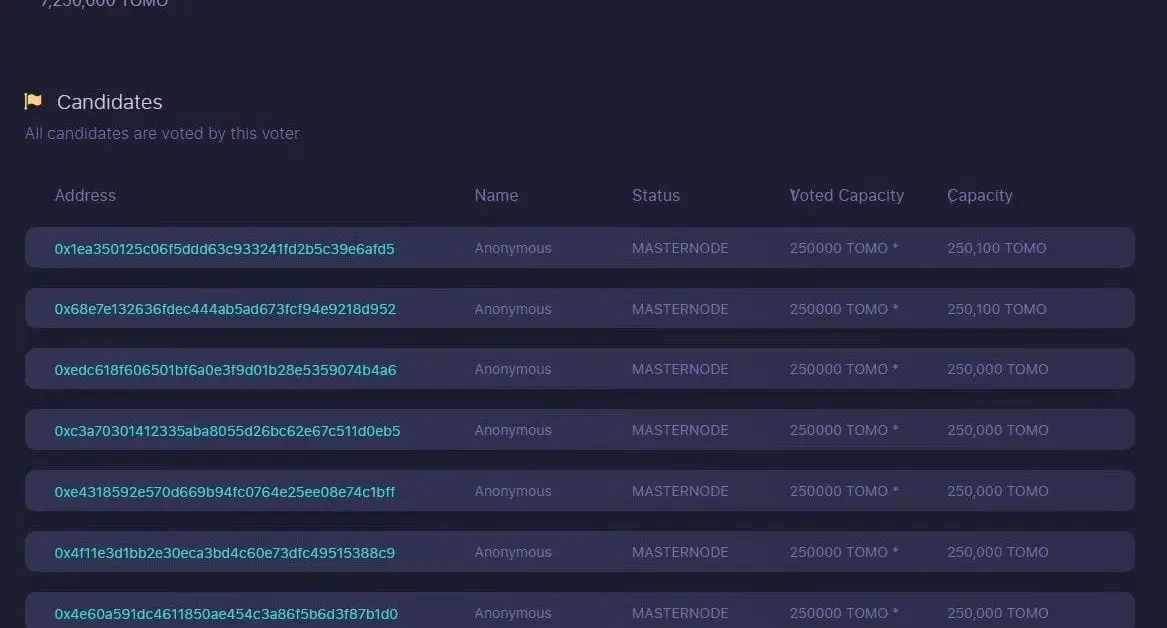 7,250,000 TOMO
Candidates
All candidates are voted by this voter
Address Name Status Voted Capacity Capacity
0x1ea350125c06f5ddd63c933241fd2b5c39e6afd5 Anonymous MASTERNODE 250000 TOMO * 250,100 TOMO
0x68e7e132636fdec444ab5ad673fcf94e9218d952 Anonymous MASTERNODE 250000 TOMO * 250,100 TOMO
0xedc618f606501bf6a0e3f9d01b28e5359074b4a6 Anonymous MASTERNODE 250000 TOMO * 250,000 TOMO
0xc3a70301412335aba8055d26bc62e67c511d0eb5 Anonymous MASTERNODE 250000 TOMO * 250,000 TOMO
0xe4318592e570d669b94fc0764e25ee08e74c1bff Anonymous MASTERNODE 250000 TOMO * 250,000 TOMO
0x4f11e3d1bb2e30eca3bd4c60e73dfc49515388c9 Anonymous MASTERNODE 250000 TOMO * 250,000 TOMO
0x4e60a591dc4611850ae454c3a86f5b6d3f87b1d0 Anonymous MASTERNODE 250000 TOMO * 250,000 TOMO